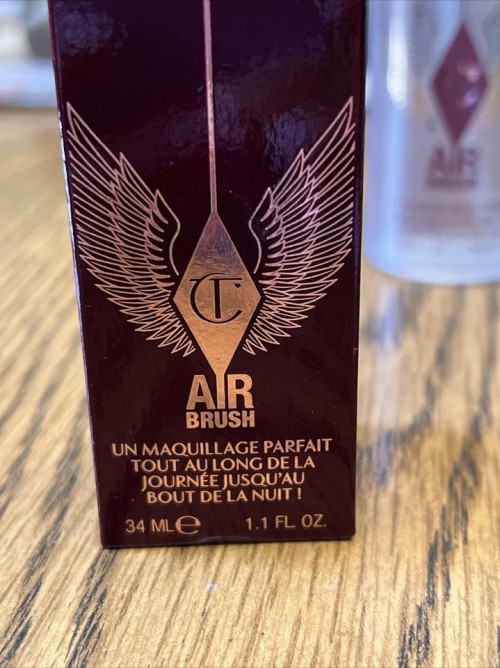 CT
AIR
BRUSH
UN MAQUILLAGE PARFAIT
TOUT AU LONG DE LA
JOURNÉE JUSQU'AU
BOUT DE LA NUIT !
34 ML ℮ 1.1 FL. OZ.
AIR